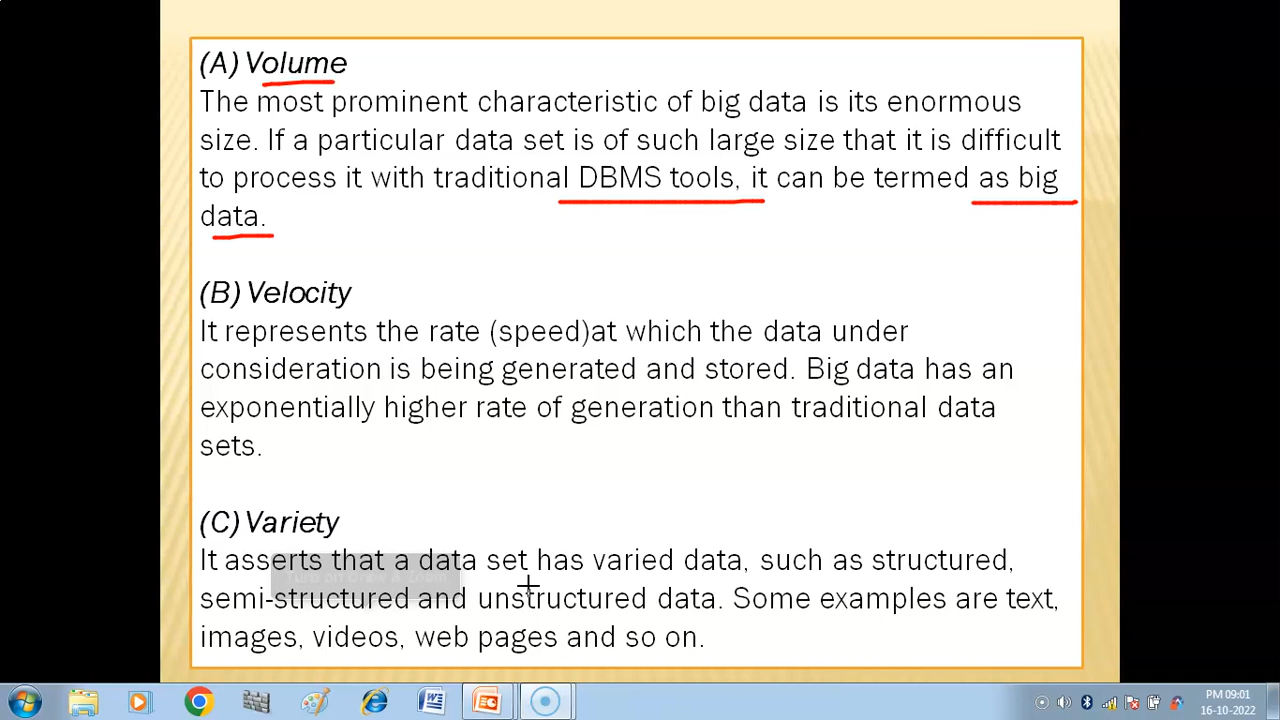 (A) Volume
The most prominent characteristic of big data is its enormous
size. If a particular data set is of such large size that it is difficult
to process it with traditional DBMS tools, it can be termed as big
data.
(B) Velocity
It represents the rate (speed)at which the data under
consideration is being generated and stored. Big data has an
exponentially higher rate of generation than traditional data
sets.
(C) Variety
It asserts that a data set has varied data, such as structured,
semi-structured and unstructured data. Some examples are text,
images, videos, web pages and so on.
PM 09:01
16-10-2022